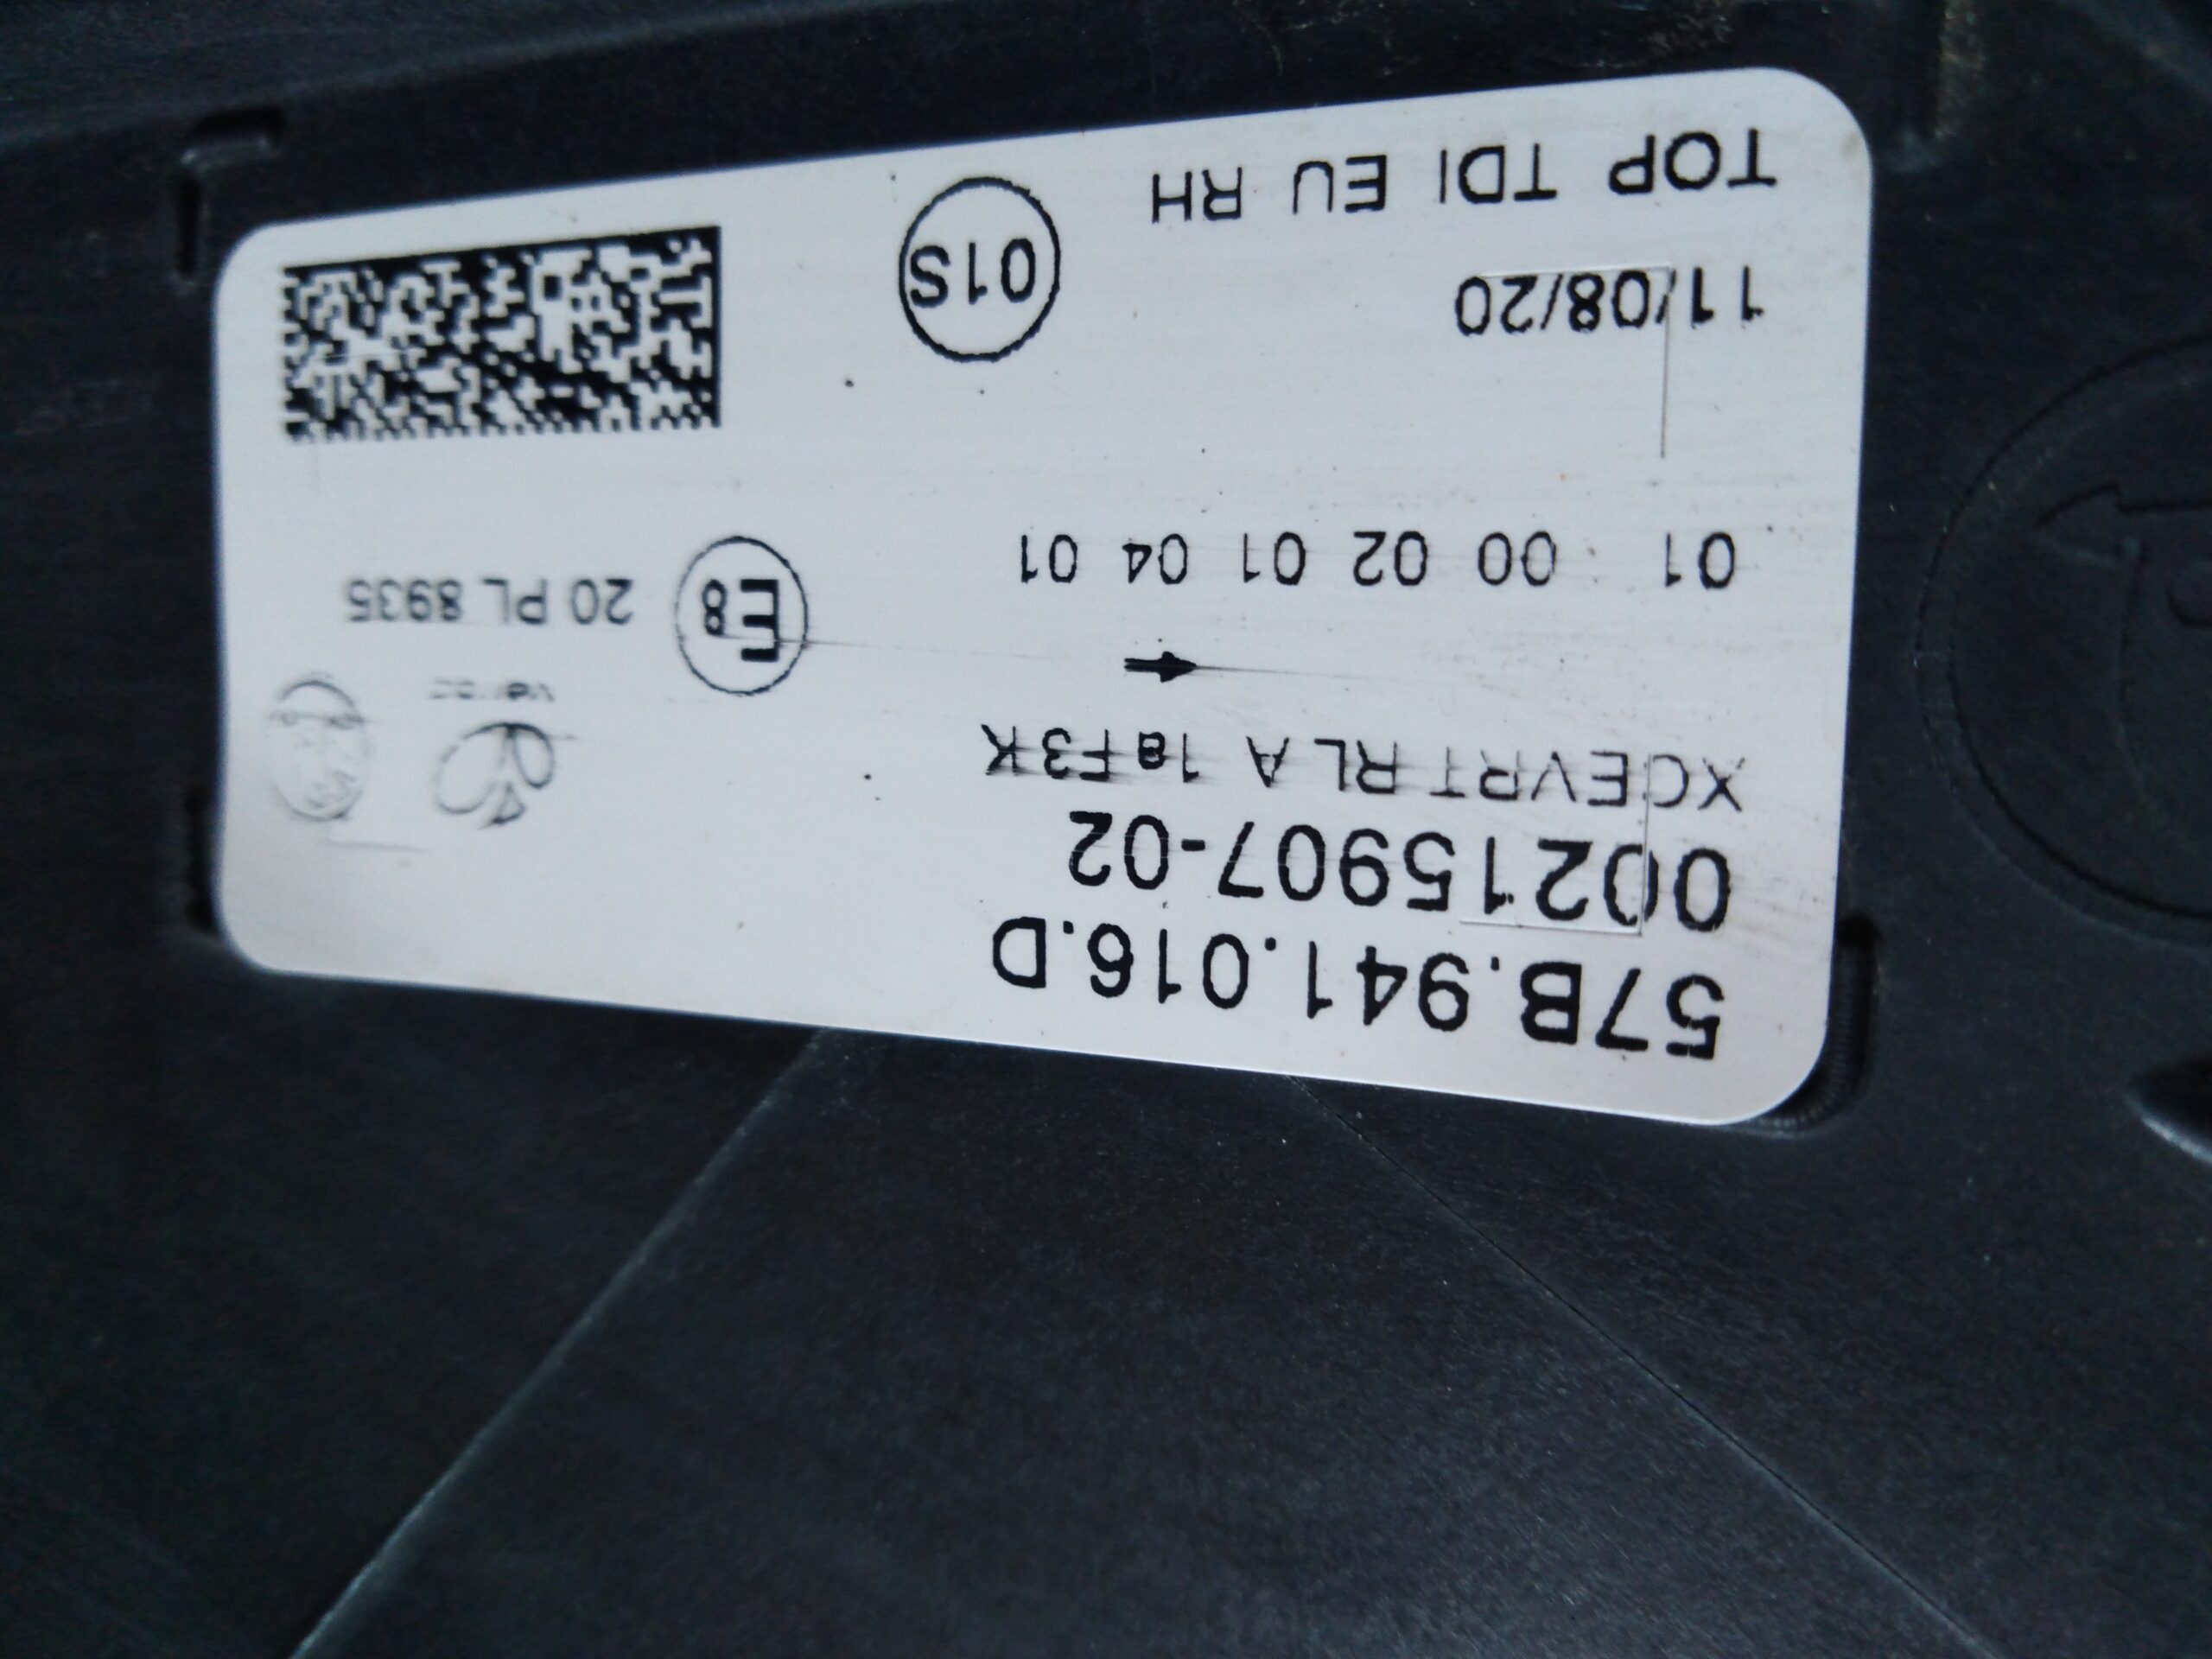 57B.941.016.D
00215907-02
XCEVRT RL A 1a F3K
01 00 02 01 04 01
E8
20 PL 8935
11/08/20
TOP TDI EU RH
01S